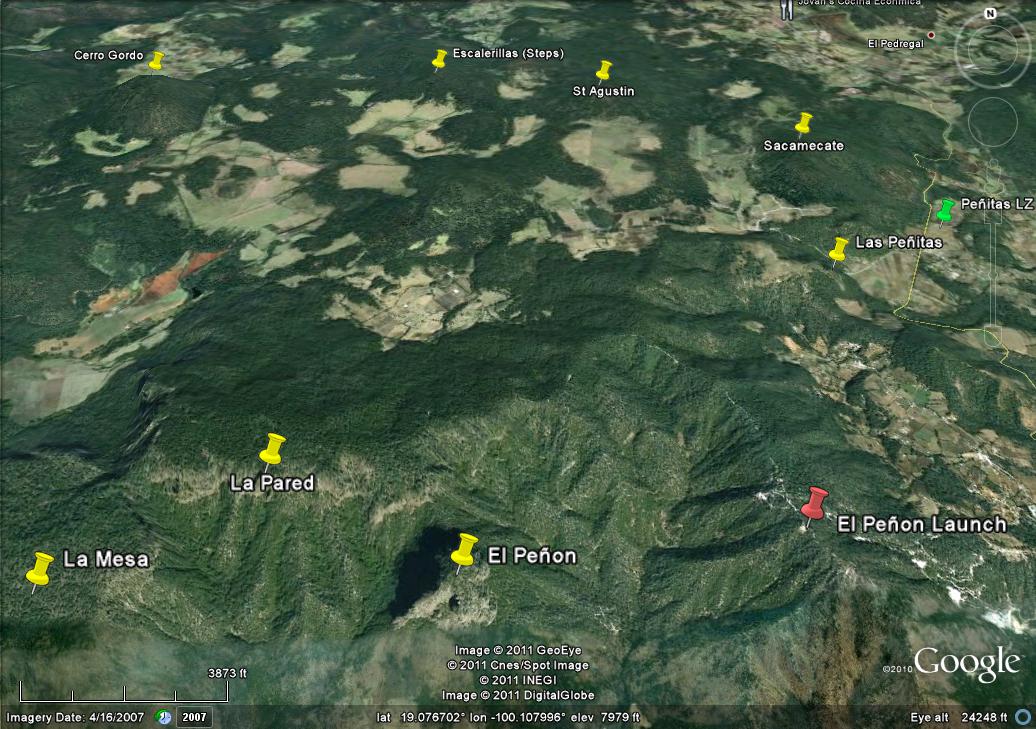 Jovan's Cocina Económica
N
El Pedregal
Cerro Gordo
Escalerillas (Steps)
St Agustin
Sacamecate
Peñitas LZ
Las Peñitas
La Pared
El Peñon Launch
La Mesa
El Peñon
Image © 2011 GeoEye
© 2011 Cnes/Spot Image
© 2011 INEGI
Image © 2011 DigitalGlobe
©2010 Google
3873 ft
Imagery Date: 4/16/2007 2007 lat 19.076702° lon -100.107996° elev 7979 ft Eye alt 24248 ft